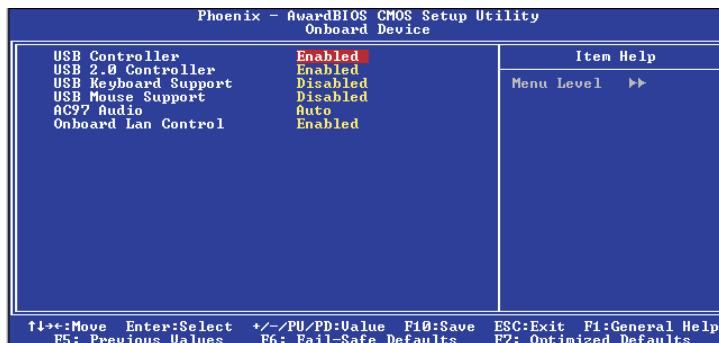 Phoenix - AwardBIOS CMOS Setup Utility
Onboard Device
USB Controller Enabled
USB 2.0 Controller Enabled
USB Keyboard Support Disabled
USB Mouse Support Disabled
AC97 Audio Auto
Onboard Lan Control Enabled
Item Help
Menu Level ▶▶
↑↓→←:Move Enter:Select +/-/PU/PD:Value F10:Save ESC:Exit F1:General Help
F5: Previous Values F6: Fail-Safe Defaults F7: Optimized Defaults